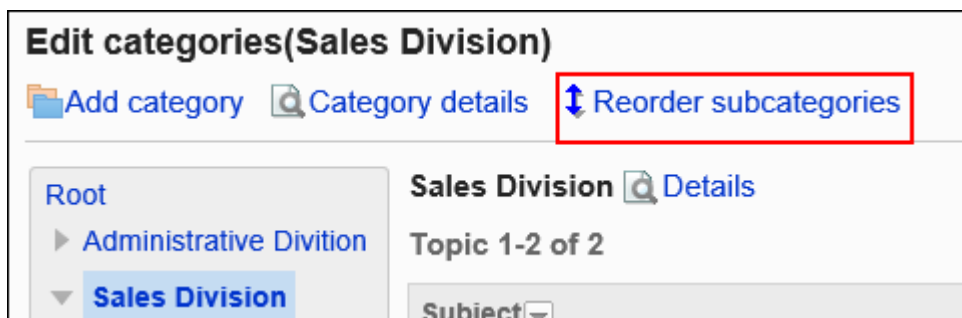 Edit categories(Sales Division)
Add category Category details Reorder subcategories
Root
Administrative Divition
Sales Division
Sales Division Details
Topic 1-2 of 2
Subject